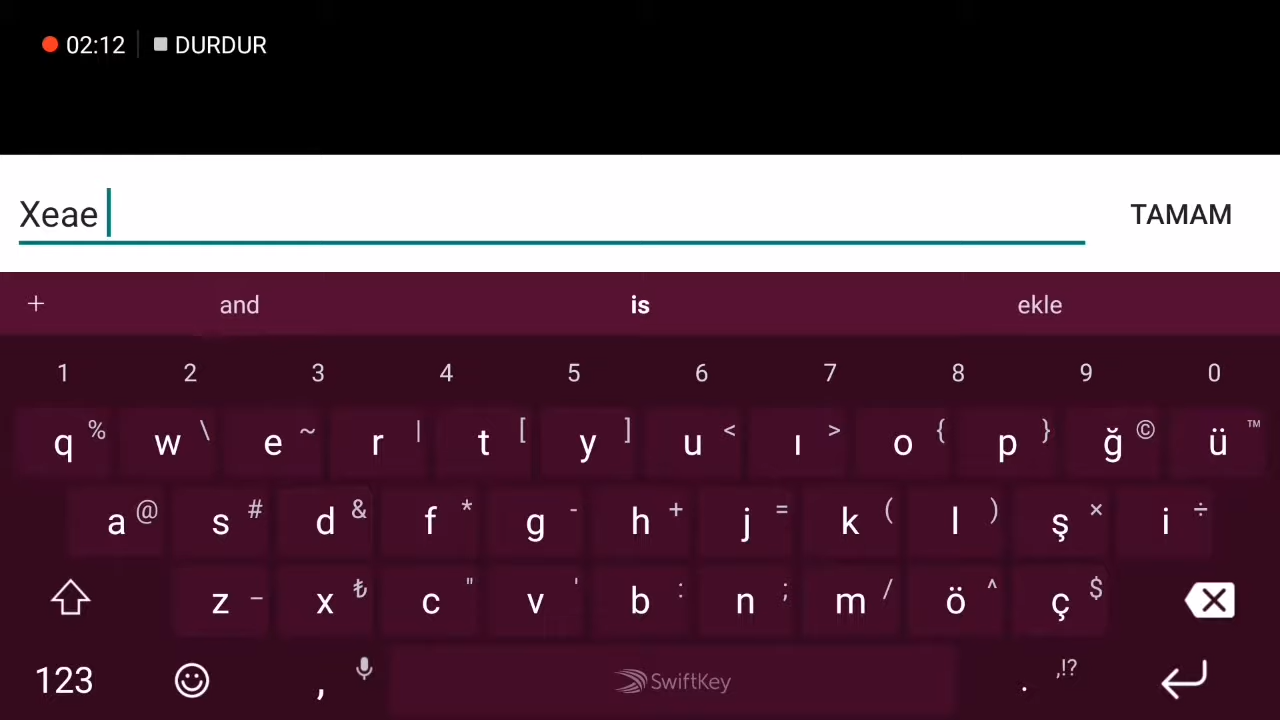 02:12 DURDUR
Xeae TAMAM
+ and is ekle
1 2 3 4 5 6 7 8 9 0
q % w \ e ~ r | t [ y ] u < ı > o { p } ğ © ü ™
a @ s # d & f * g - h + j = k ( l ) ş × i ÷
z _ x ₺ c " v ' b : n ; m / ö ^ ç $
123 , SwiftKey . ,!?